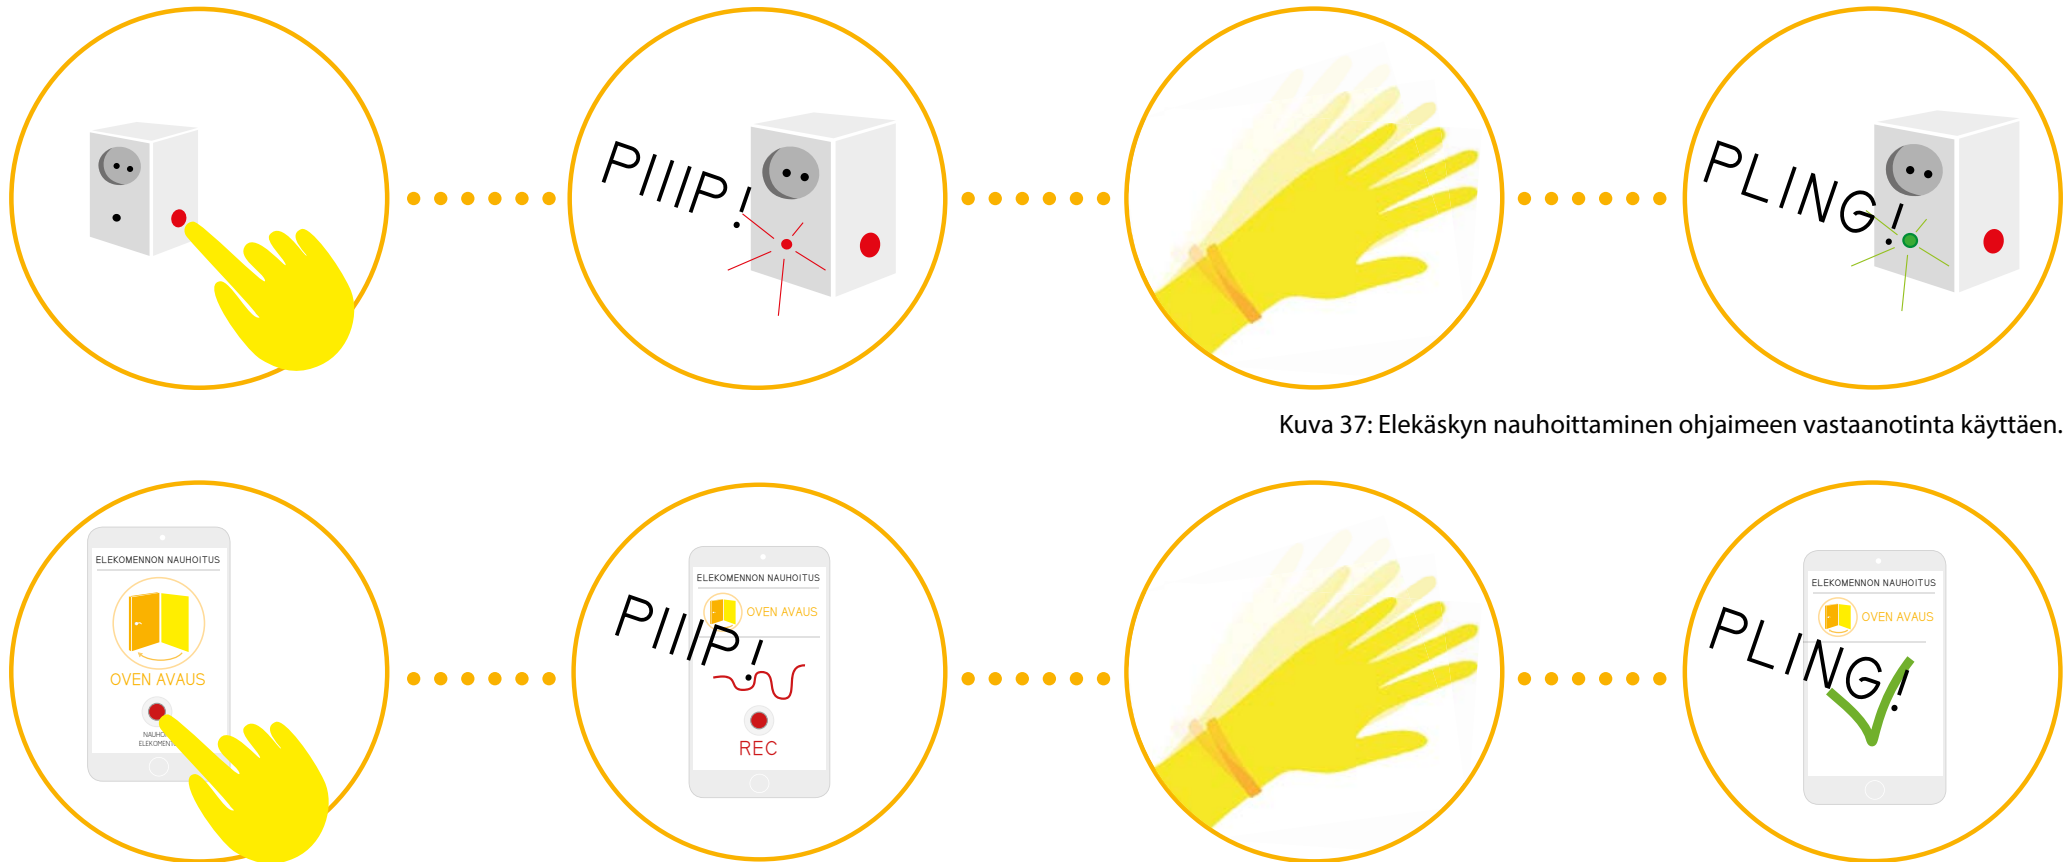 PIIIP!
PLING!
Kuva 37: Elekäskyn nauhoittaminen ohjaimeen vastaanotinta käyttäen.
ELEKOMENNON NAUHOITUS
OVEN AVAUS
ELEKOMENNON NAUHOITUS
OVEN AVAUS
PIIIP!
REC
ELEKOMENNON NAUHOITUS
OVEN AVAUS
PLING!